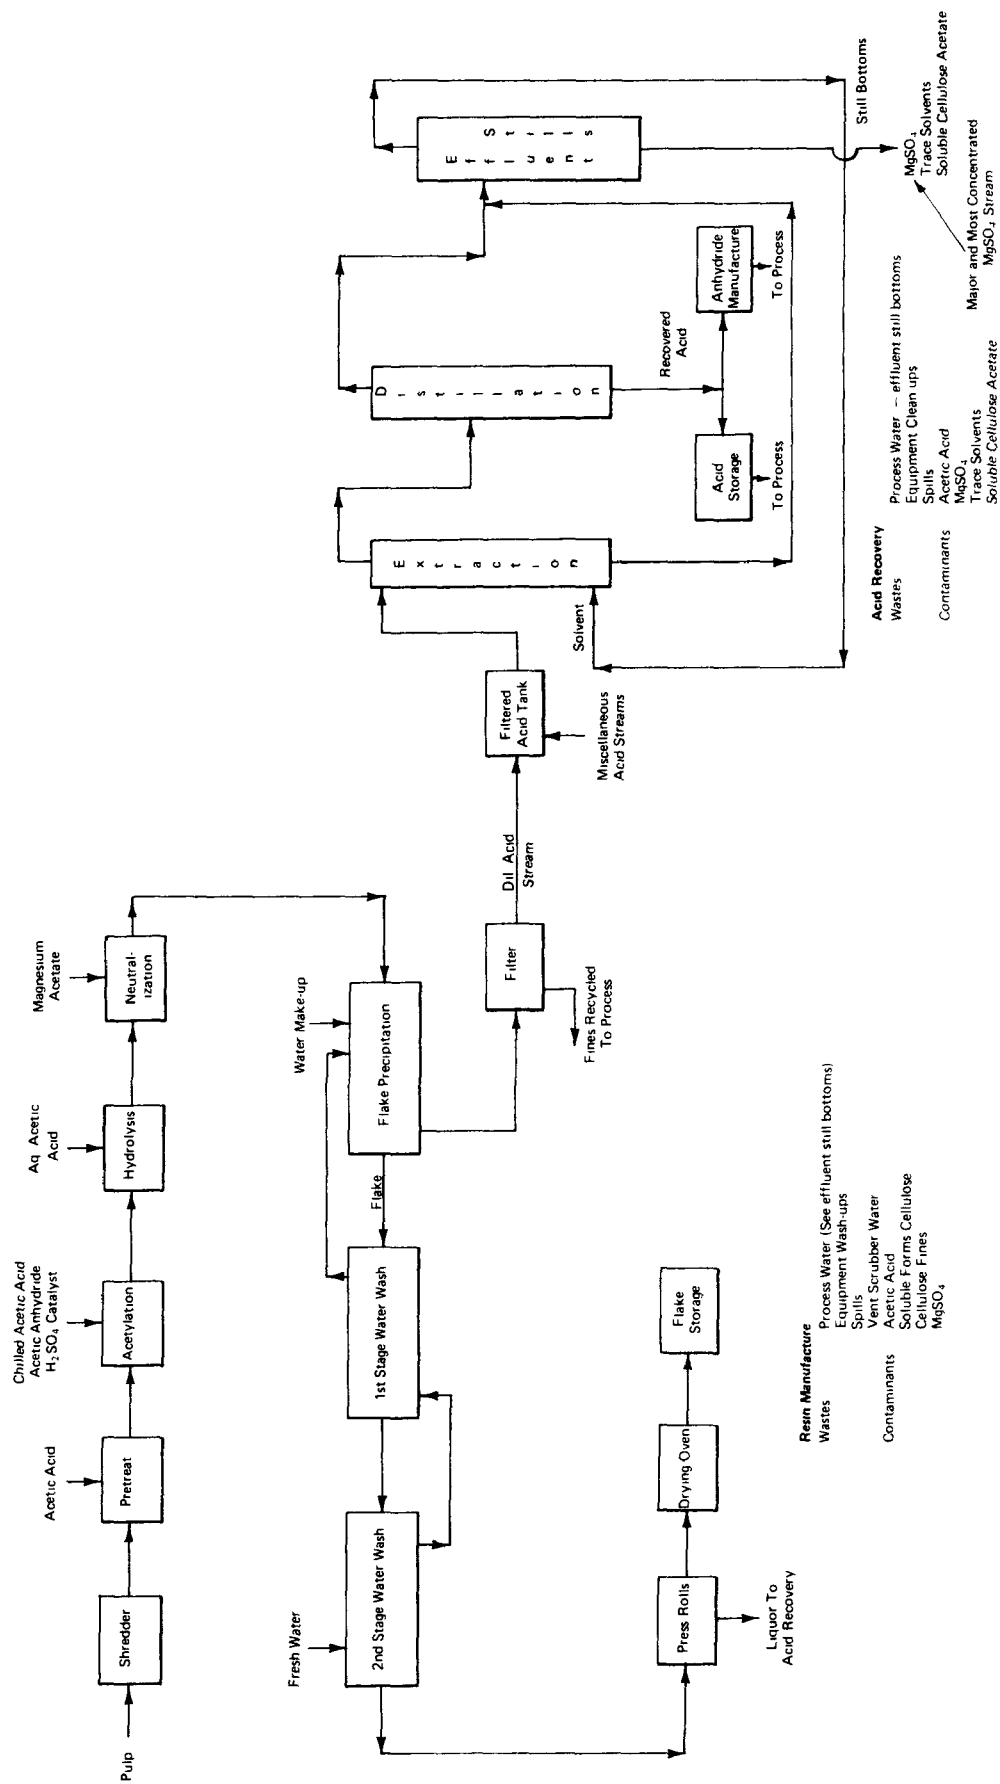 Pulp
Shredder
Acetic Acid
Pretreat
Chilled Acetic Acid
Acetic Anhydride
H₂SO₄ Catalyst
Acetylation
Aq Acetic
Acid
Hydrolysis
Magnesium
Acetate
Neutral-
ization
Fresh Water
2nd Stage Water Wash
1st Stage Water Wash
Flake
Water Make-up
Flake Precipitation
Press Rolls
Liquor To
Acid Recovery
Drying Oven
Flake
Storage
Filter
Fines Recycled
To Process
Dil Acid
Stream
Filtered
Acid Tank
Miscellaneous
Acid Streams
Solvent
Extraction
Distillation
Recovered
Acid
Acid
Storage
To Process
Anhydride
Manufacture
To Process
Effluent
Stills
Still Bottoms
MgSO₄
Trace Solvents
Soluble Cellulose Acetate
Major and Most Concentrated
MgSO₄ Stream
Resin Manufacture
Wastes Process Water (See effluent still bottoms)
Equipment Wash-ups
Spills
Vent Scrubber Water
Contaminants Acetic Acid
Soluble Forms Cellulose
Cellulose Fines
MgSO₄
Acid Recovery
Wastes Process Water – effluent still bottoms
Equipment Clean ups
Spills
Contaminants Acetic Acid
MgSO₄
Trace Solvents
Soluble Cellulose Acetate